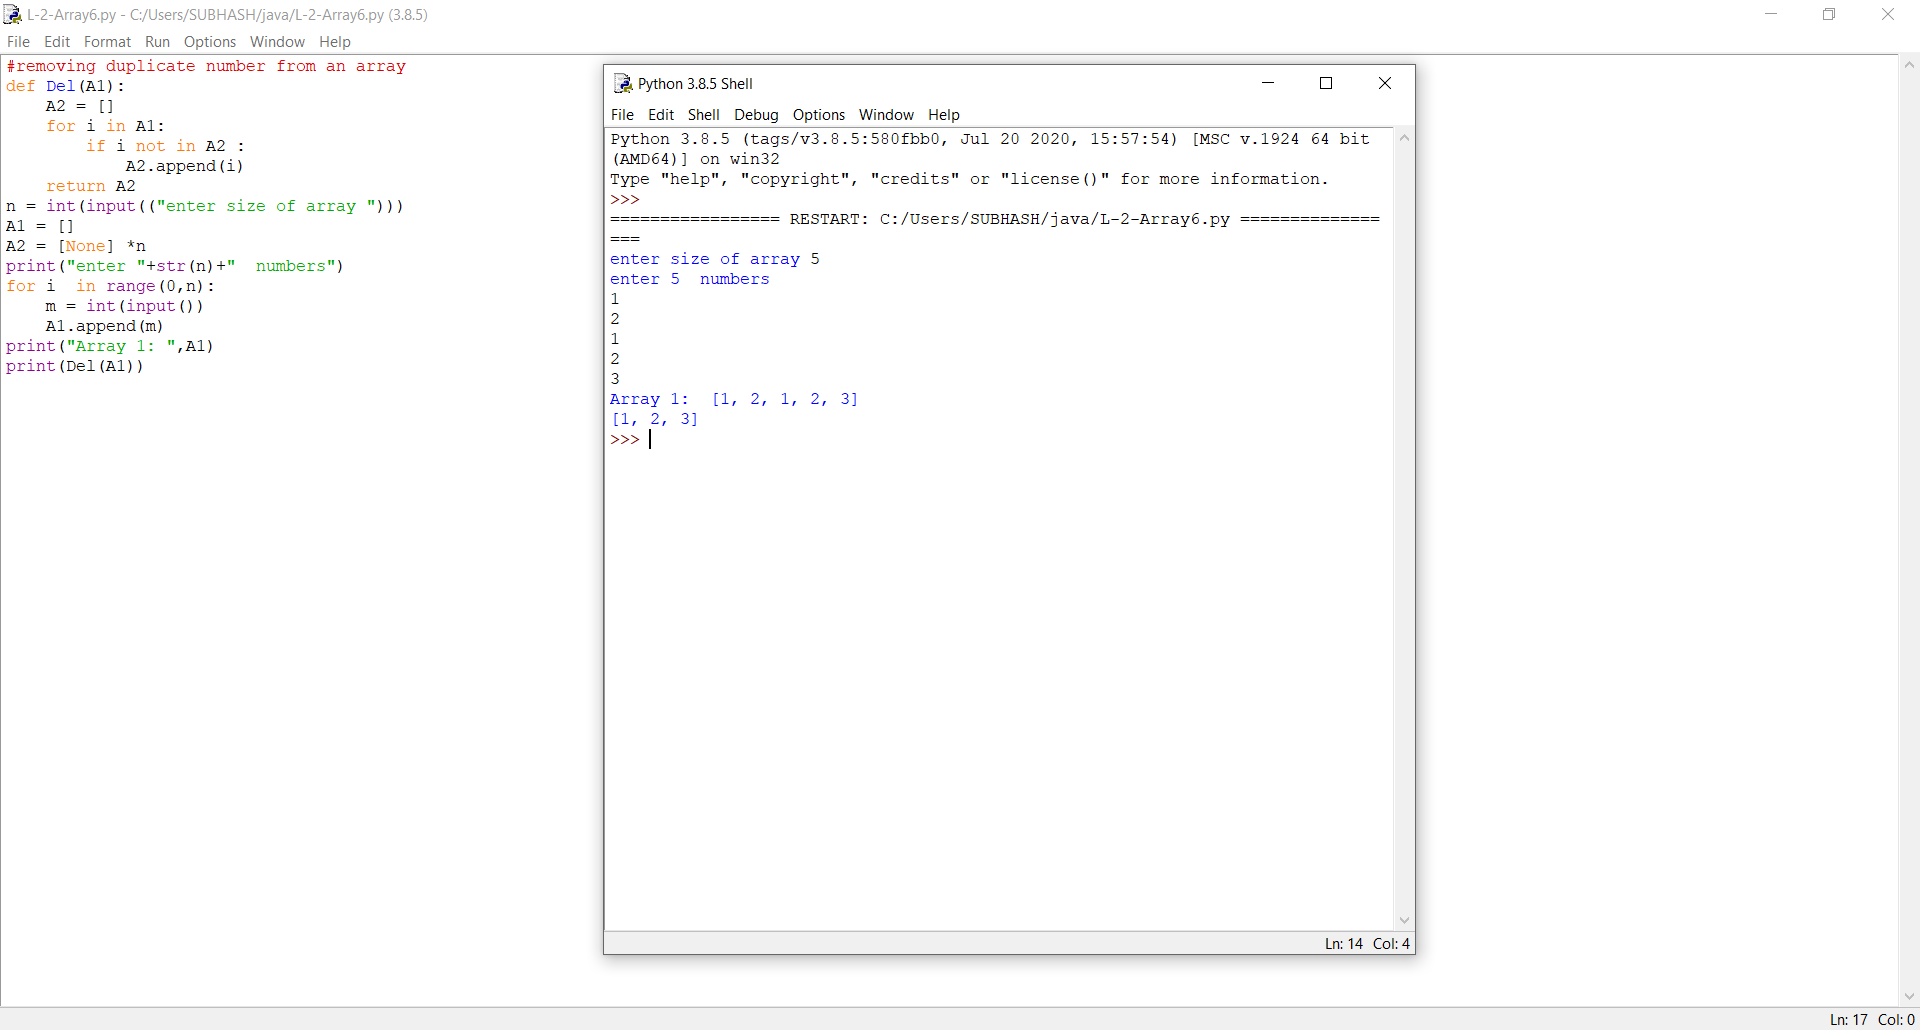 L-2-Array6.py - C:/Users/SUBHASH/java/L-2-Array6.py (3.8.5)
File Edit Format Run Options Window Help
#removing duplicate number from an array
def Del(A1):
    A2 = []
    for i in A1:
        if i not in A2 :
            A2.append(i)
    return A2
n = int(input(("enter size of array ")))
A1 = []
A2 = [None] *n
print("enter "+str(n)+"  numbers")
for i  in range(0,n):
    m = int(input())
    A1.append(m)
print("Array 1: ",A1)
print(Del(A1))
Python 3.8.5 Shell
File Edit Shell Debug Options Window Help
Python 3.8.5 (tags/v3.8.5:580fbb0, Jul 20 2020, 15:57:54) [MSC v.1924 64 bit
(AMD64)] on win32
Type "help", "copyright", "credits" or "license()" for more information.
>>>
================= RESTART: C:/Users/SUBHASH/java/L-2-Array6.py ==============
===
enter size of array 5
enter 5  numbers
1
2
1
2
3
Array 1:  [1, 2, 1, 2, 3]
[1, 2, 3]
>>>
Ln: 14 Col: 4
Ln: 17 Col: 0